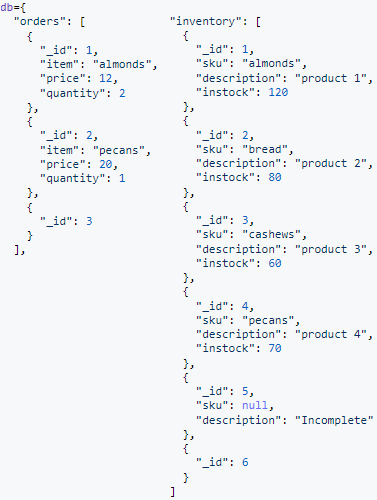 db={
"orders": [
{
"_id": 1,
"item": "almonds",
"price": 12,
"quantity": 2
},
{
"_id": 2,
"item": "pecans",
"price": 20,
"quantity": 1
},
{
"_id": 3
}
],
"inventory": [
{
"_id": 1,
"sku": "almonds",
"description": "product 1",
"instock": 120
},
{
"_id": 2,
"sku": "bread",
"description": "product 2",
"instock": 80
},
{
"_id": 3,
"sku": "cashews",
"description": "product 3",
"instock": 60
},
{
"_id": 4,
"sku": "pecans",
"description": "product 4",
"instock": 70
},
{
"_id": 5,
"sku": null,
"description": "Incomplete"
},
{
"_id": 6
}
]